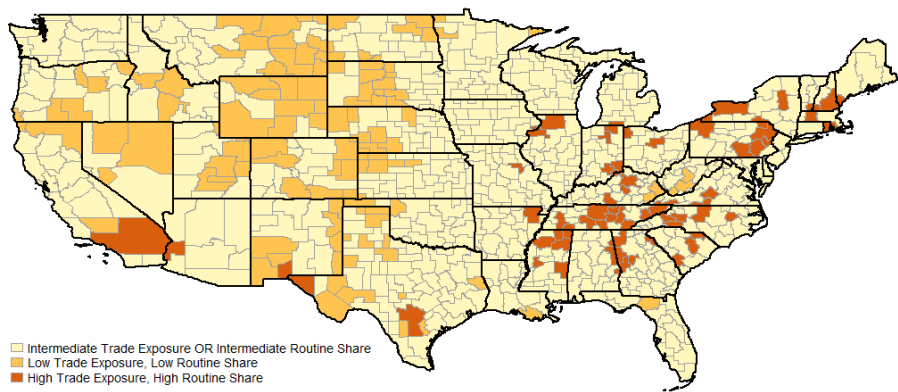 Intermediate Trade Exposure OR Intermediate Routine Share
Low Trade Exposure, Low Routine Share
High Trade Exposure, High Routine Share